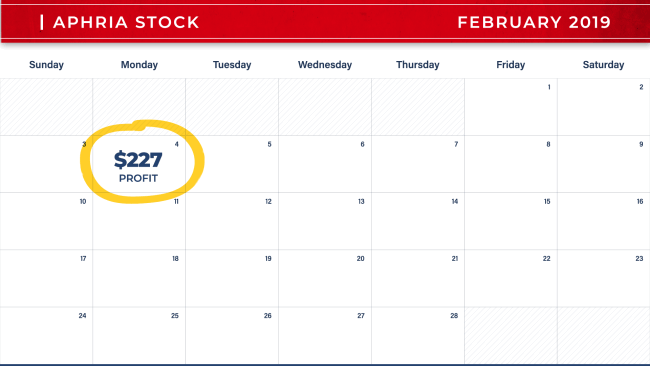 APHRIA STOCK FEBRUARY 2019
Sunday Monday Tuesday Wednesday Thursday Friday Saturday
1 2
3 4 5 6 7 8 9
$227
PROFIT
10 11 12 13 14 15 16
17 18 19 20 21 22 23
24 25 26 27 28